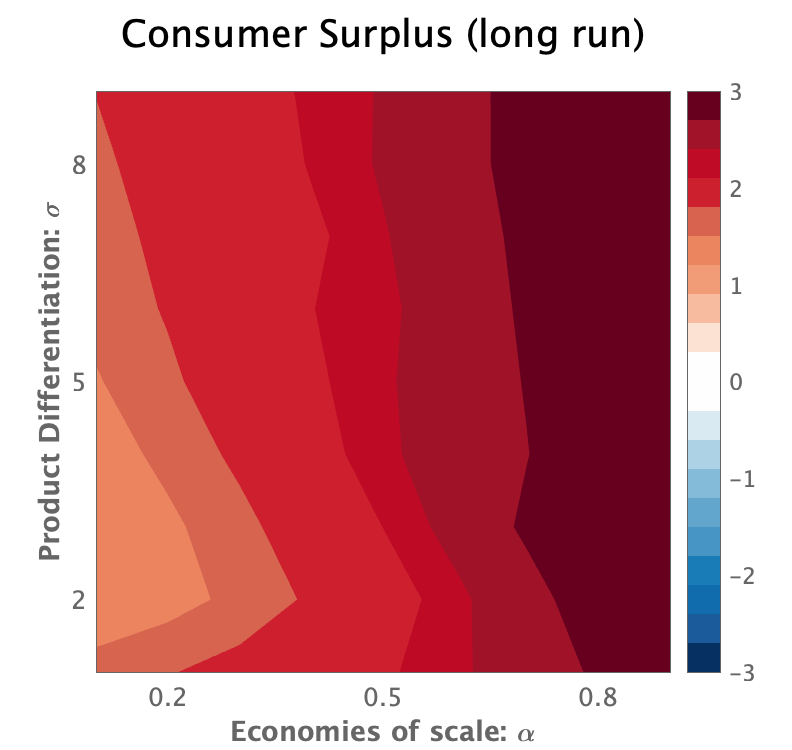 Consumer Surplus (long run)
Product Differentiation: σ
8
5
2
0.2 0.5 0.8
Economies of scale: α
3
2
1
0
−1
−2
−3